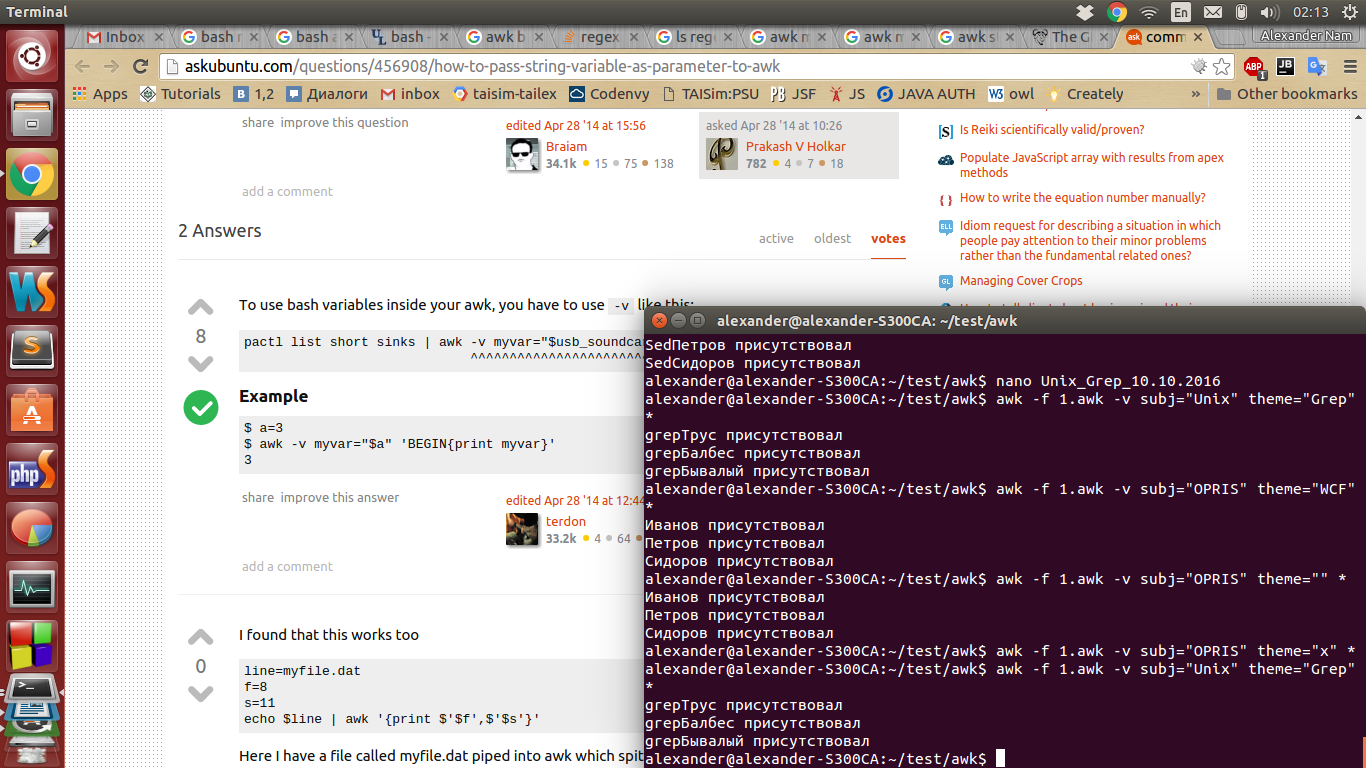 Terminal
En
02:13
Inbox
bash r
bash a
bash -
awk b
regex
ls reg
awk m
awk m
awk s
The G
comm
Alexander Nam
askubuntu.com/questions/456908/how-to-pass-string-variable-as-parameter-to-awk
ABP
1
JB
Apps
Tutorials
B 1,2
Диалоги
inbox
taisim-tailex
Codenvy
TAISim:PSU
JSF
JS
JAVA AUTH
W3 owl
Creately
»
Other bookmarks
share improve this question
edited Apr 28 '14 at 15:56
Braiam
34.1k 15 75 138
asked Apr 28 '14 at 10:26
Prakash V Holkar
782 4 7 18
add a comment
2 Answers
active oldest votes
8
To use bash variables inside your awk, you have to use -v like this:
pactl list short sinks | awk -v myvar="$usb_soundca
^^^^^^^^^^^^^^^^^^^^^^^
Example
$ a=3
$ awk -v myvar="$a" 'BEGIN{print myvar}'
3
share improve this answer
edited Apr 28 '14 at 12:44
terdon
33.2k 4 64
add a comment
0
I found that this works too
line=myfile.dat
f=8
s=11
echo $line | awk '{print $'$f',$'$s'}'
Here I have a file called myfile.dat piped into awk which spit
[S] Is Reiki scientifically valid/proven?
Populate JavaScript array with results from apex
methods
{ } How to write the equation number manually?
ELL Idiom request for describing a situation in which
people pay attention to their minor problems
rather than the fundamental related ones?
GL Managing Cover Crops
alexander@alexander-S300CA: ~/test/awk
SedПетров присутствовал
SedСидоров присутствовал
alexander@alexander-S300CA:~/test/awk$ nano Unix_Grep_10.10.2016
alexander@alexander-S300CA:~/test/awk$ awk -f 1.awk -v subj="Unix" theme="Grep"
*
grepТрус присутствовал
grepБалбес присутствовал
grepБывалый присутствовал
alexander@alexander-S300CA:~/test/awk$ awk -f 1.awk -v subj="OPRIS" theme="WCF"
*
Иванов присутствовал
Петров присутствовал
Сидоров присутствовал
alexander@alexander-S300CA:~/test/awk$ awk -f 1.awk -v subj="OPRIS" theme="" *
Иванов присутствовал
Петров присутствовал
Сидоров присутствовал
alexander@alexander-S300CA:~/test/awk$ awk -f 1.awk -v subj="OPRIS" theme="x" *
alexander@alexander-S300CA:~/test/awk$ awk -f 1.awk -v subj="Unix" theme="Grep"
*
grepТрус присутствовал
grepБалбес присутствовал
grepБывалый присутствовал
alexander@alexander-S300CA:~/test/awk$